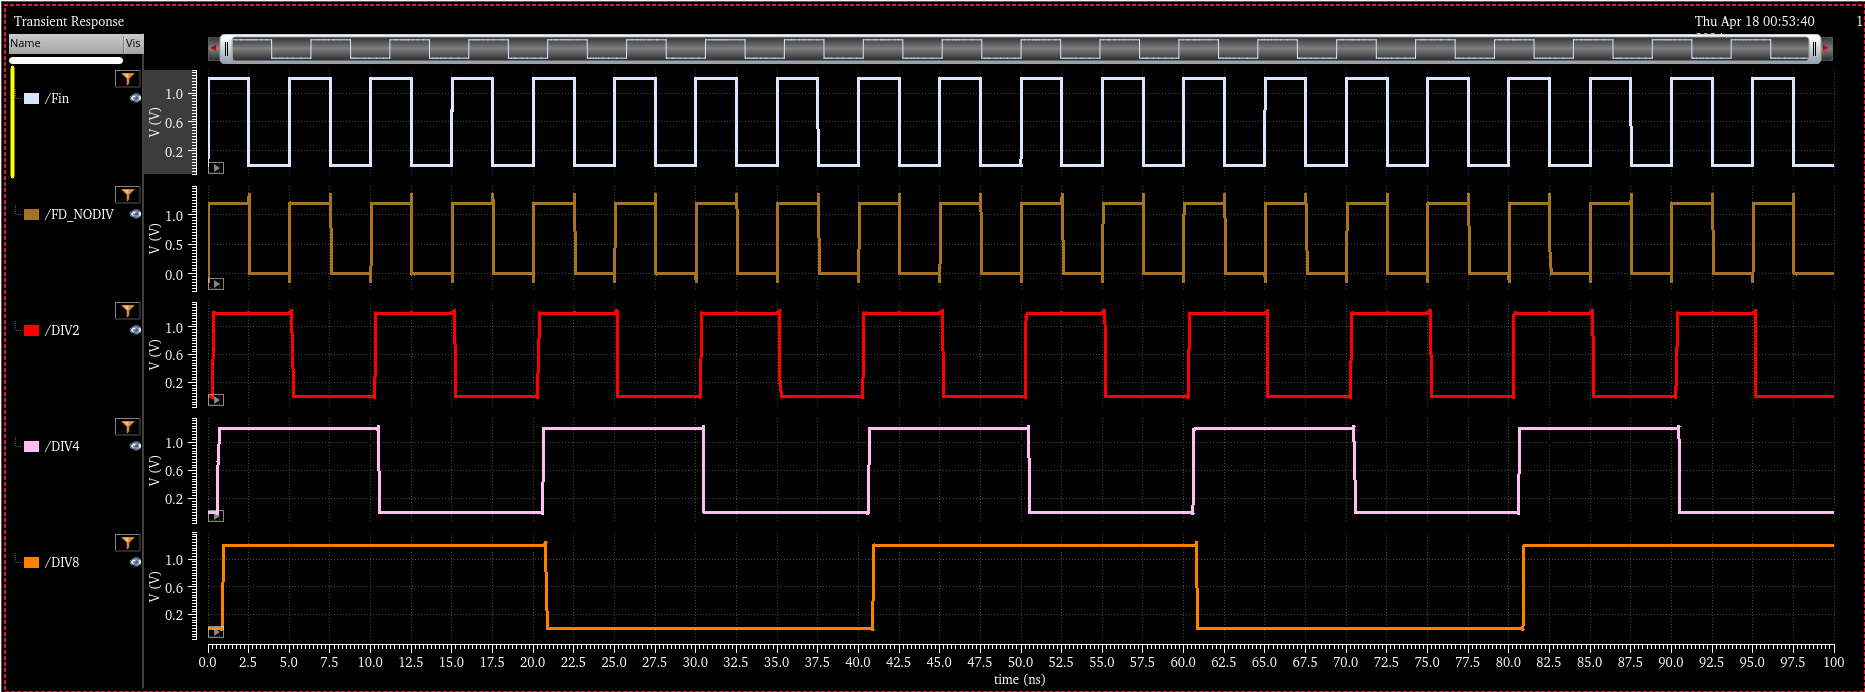 Transient Response
Thu Apr 18 00:53:40 1
Name Vis
/Fin
V (V)
1.0
0.6
0.2
/FD_NODIV
V (V)
1.0
0.5
0.0
/DIV2
V (V)
1.0
0.6
0.2
/DIV4
V (V)
1.0
0.6
0.2
/DIV8
V (V)
1.0
0.6
0.2
0.0 2.5 5.0 7.5 10.0 12.5 15.0 17.5 20.0 22.5 25.0 27.5 30.0 32.5 35.0 37.5 40.0 42.5 45.0 47.5 50.0 52.5 55.0 57.5 60.0 62.5 65.0 67.5 70.0 72.5 75.0 77.5 80.0 82.5 85.0 87.5 90.0 92.5 95.0 97.5 100
time (ns)